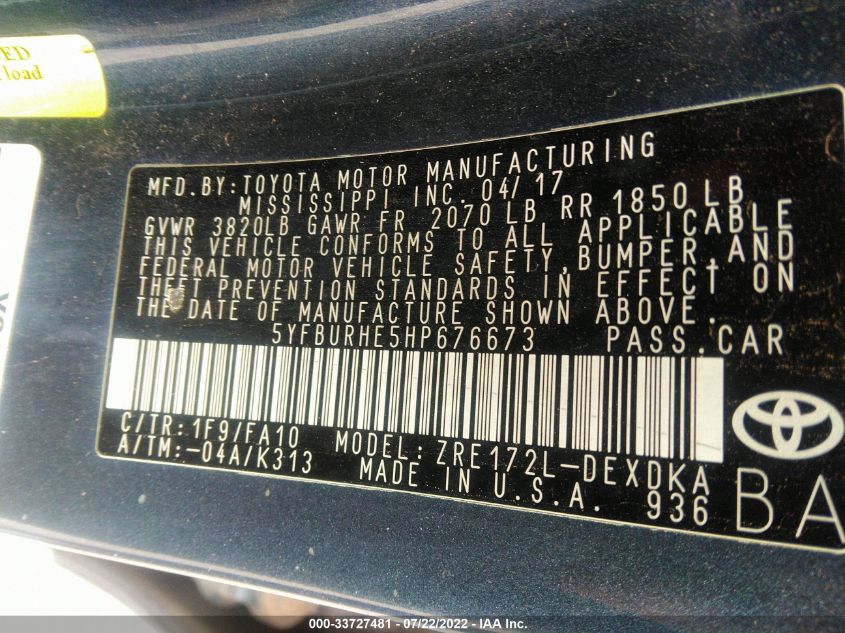 ED
load
MFD.BY:TOYOTA MOTOR MANUFACTURING
MISSISSIPPI INC. 04/17
GVWR 3820LB GAWR FR 2070 LB RR 1850 LB
THIS VEHICLE CONFORMS TO ALL APPLICABLE
FEDERAL MOTOR VEHICLE SAFETY,BUMPER,AND
THEFT PREVENTION STANDARDS IN EFFECT ON
THE DATE OF MANUFACTURE SHOWN ABOVE.
5YFBURHE5HP676673 PASS.CAR
C/TR:1F9/FA10 MODEL:ZRE172L-DEXDKA
A/TM:-04A/K313 MADE IN U.S.A. 936
BA
000-33727481 - 07/22/2022 - IAA Inc.